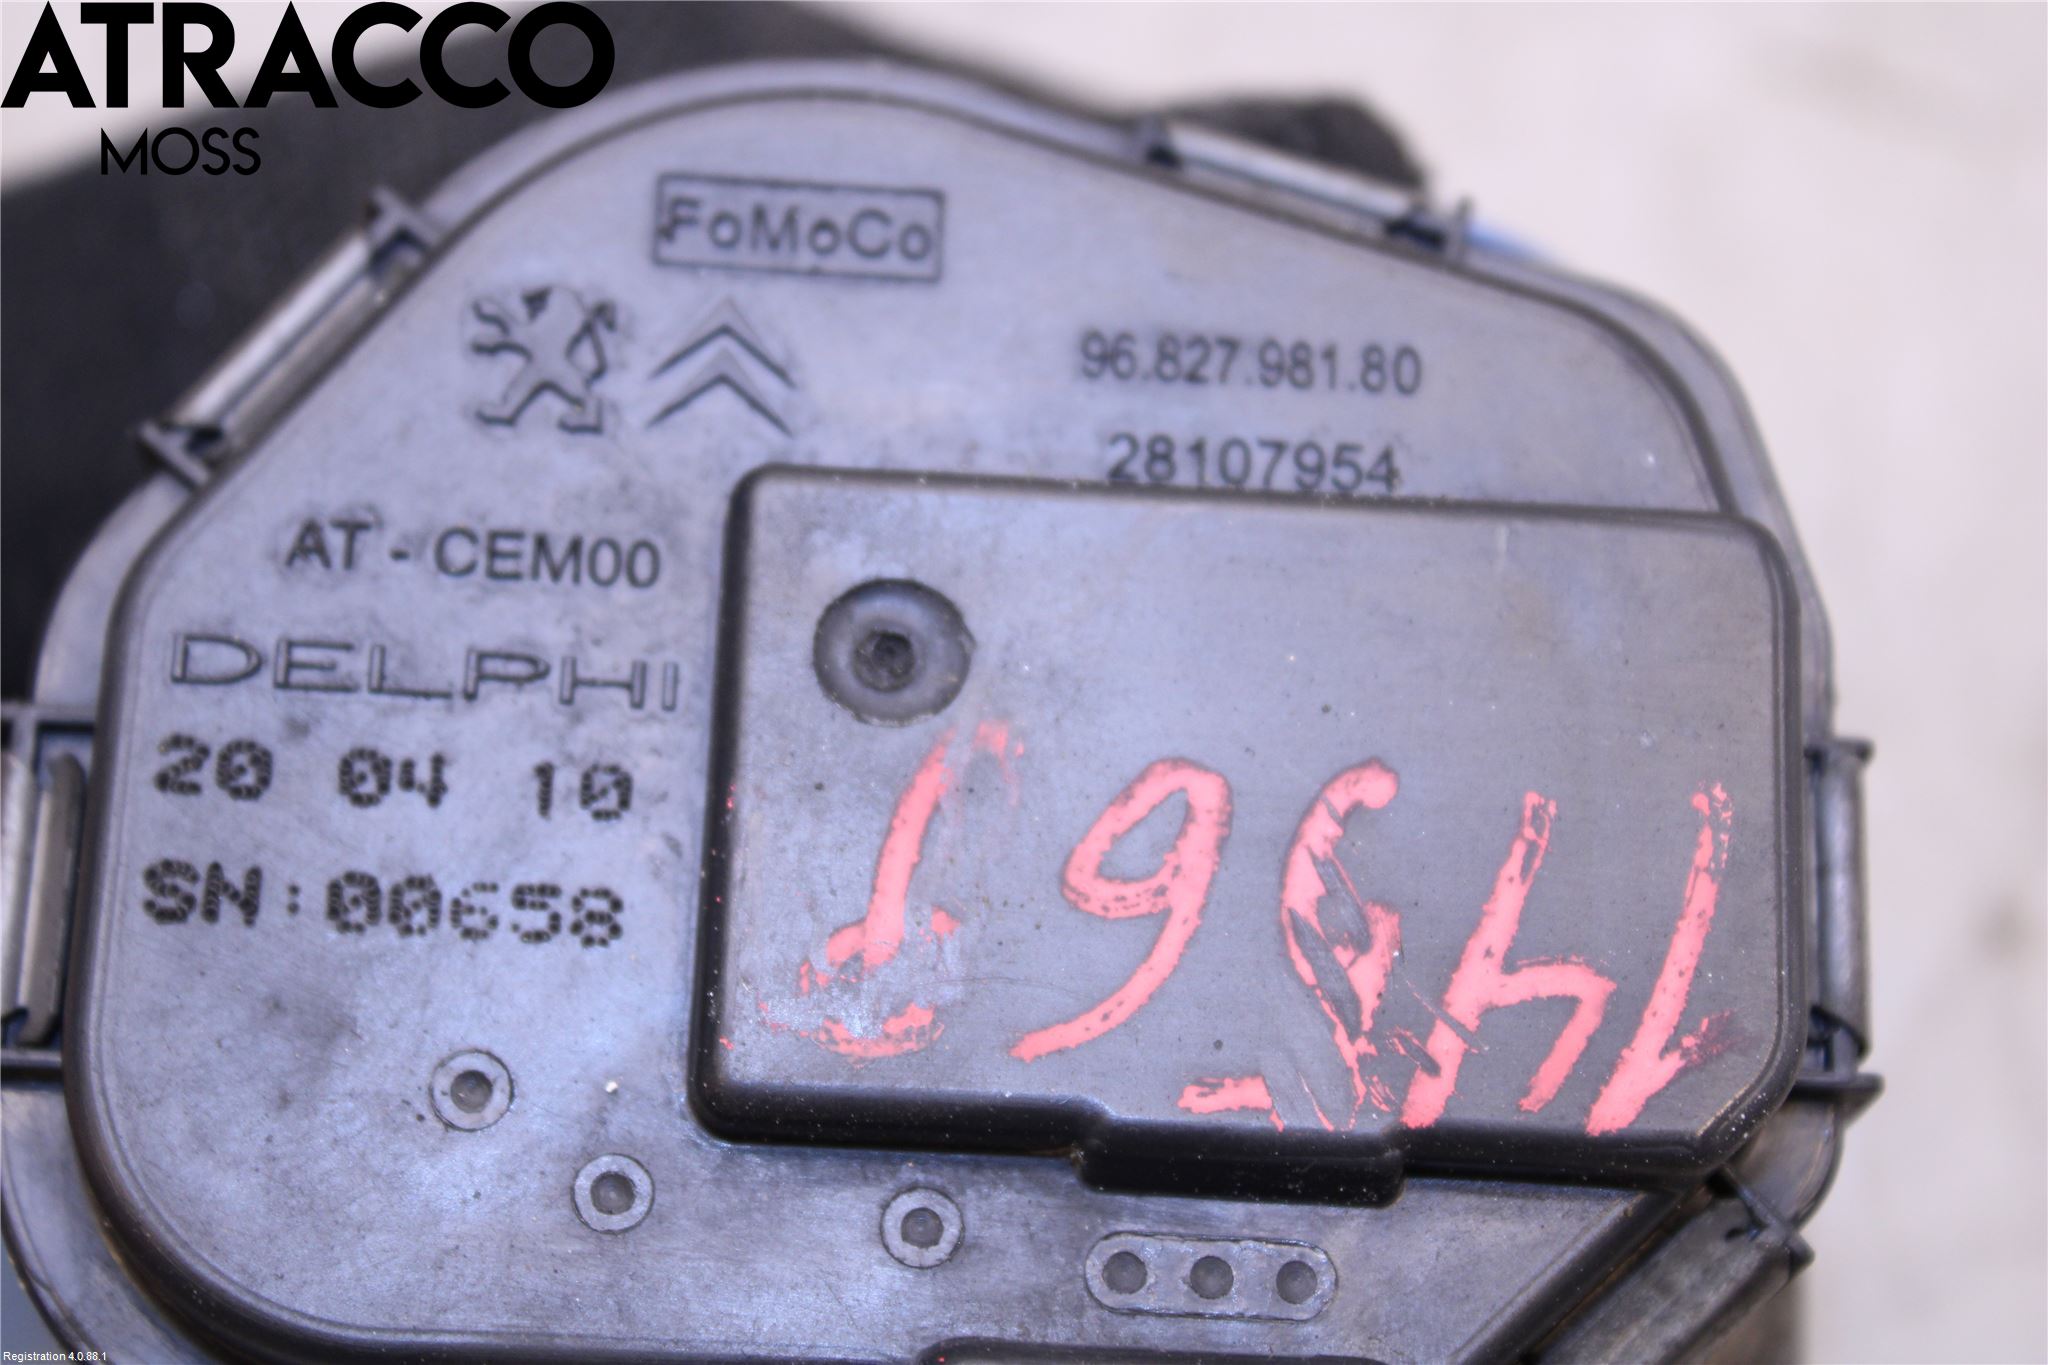 ATRACCO
MOSS
FoMoCo
96.827.981.80
28107954
AT - CEM00
DELPHI
20 04 10
SN:00658
Registration 4.0.88.1